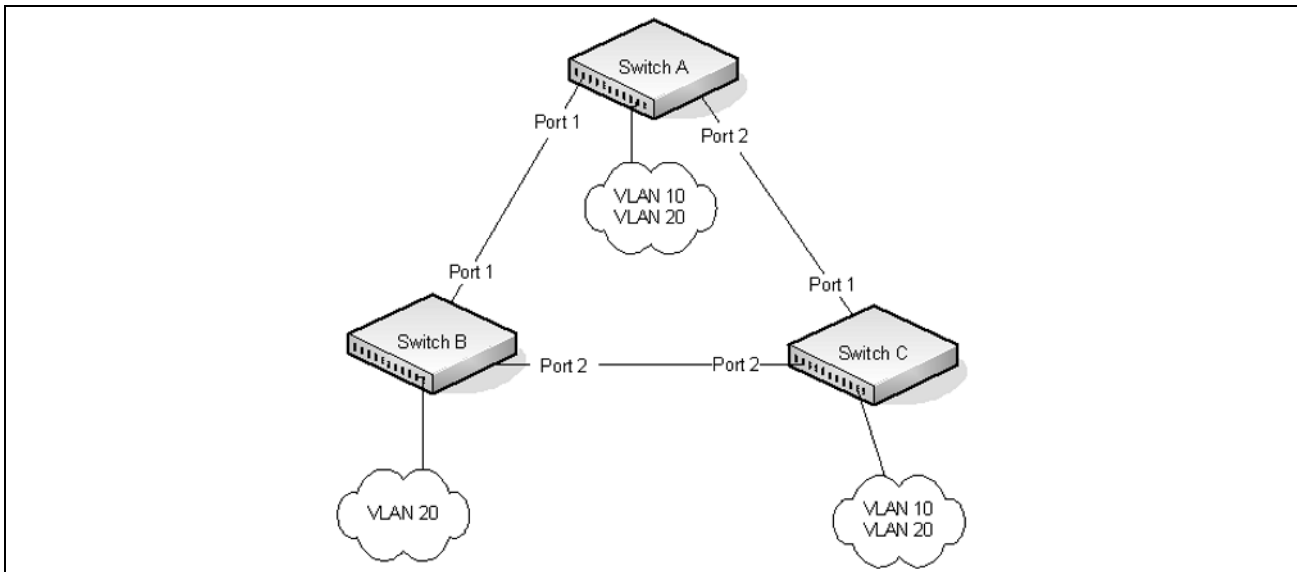 Switch A
Port 1
Port 2
VLAN 10
VLAN 20
Port 1
Port 1
Switch B
Switch C
Port 2
Port 2
VLAN 20
VLAN 10
VLAN 20